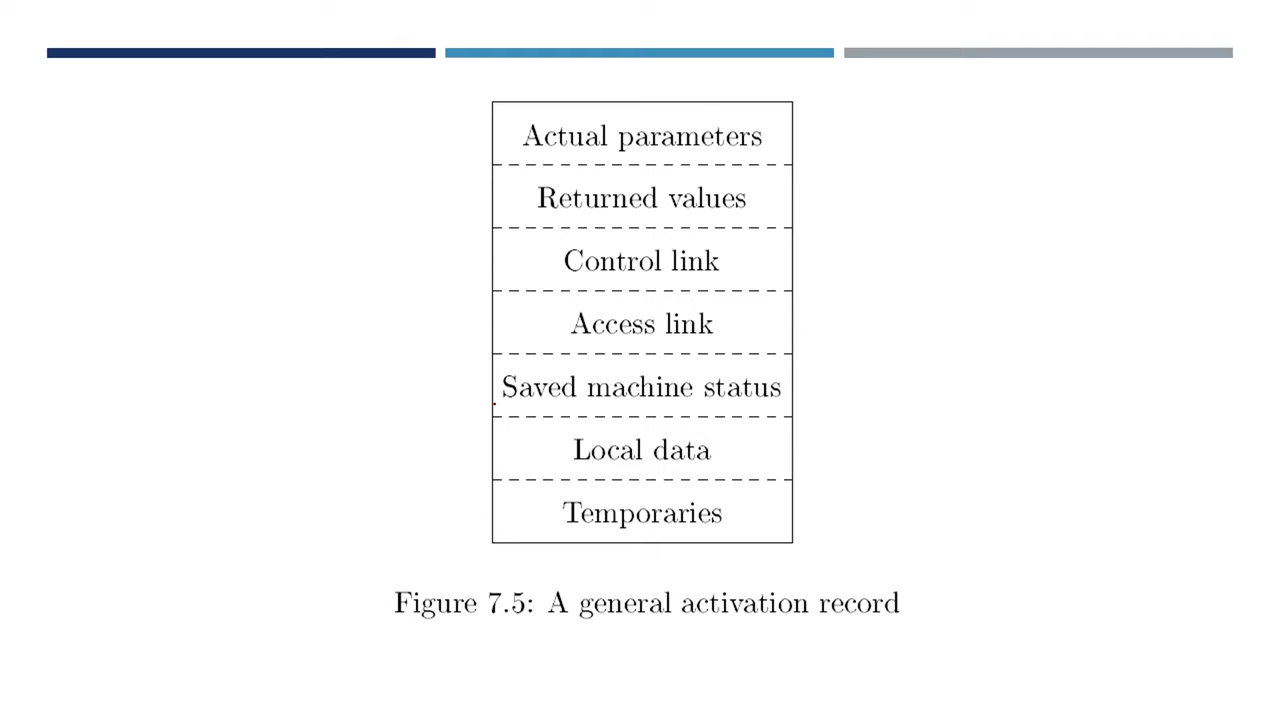 Actual parameters
Returned values
Control link
Access link
Saved machine status
Local data
Temporaries
Figure 7.5: A general activation record